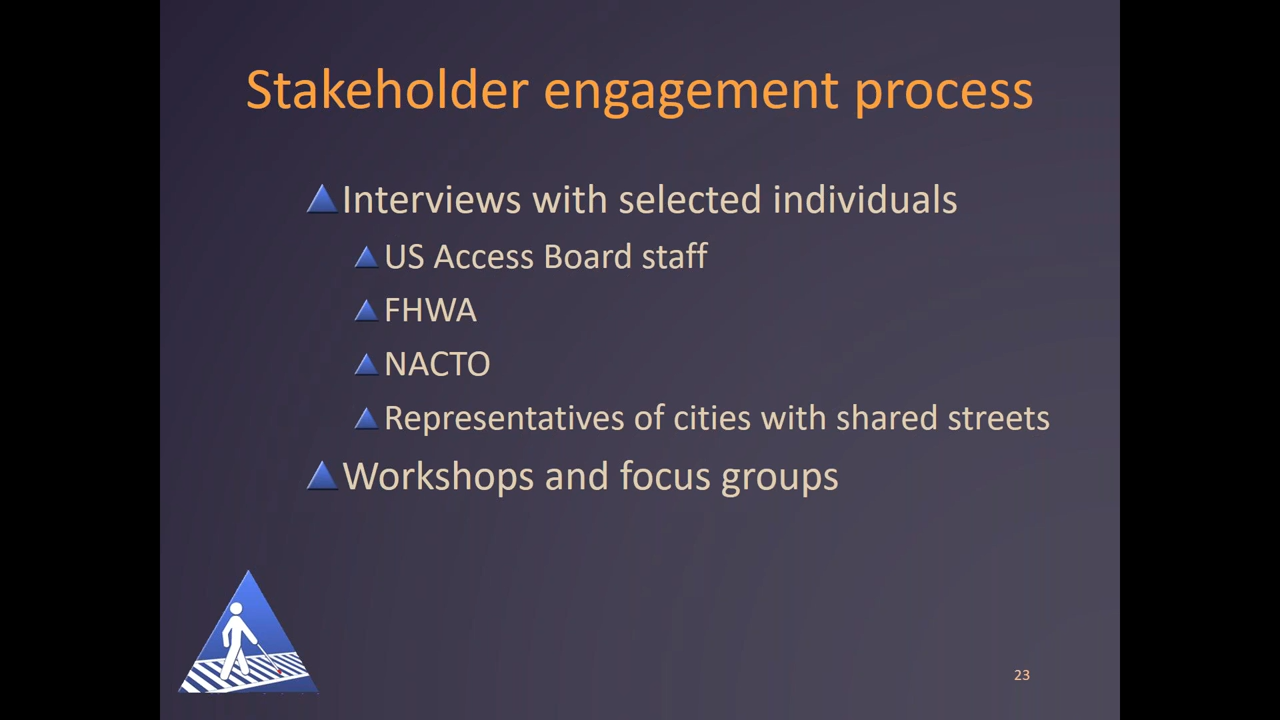 Stakeholder engagement process
Interviews with selected individuals
US Access Board staff
FHWA
NACTO
Representatives of cities with shared streets
Workshops and focus groups
23